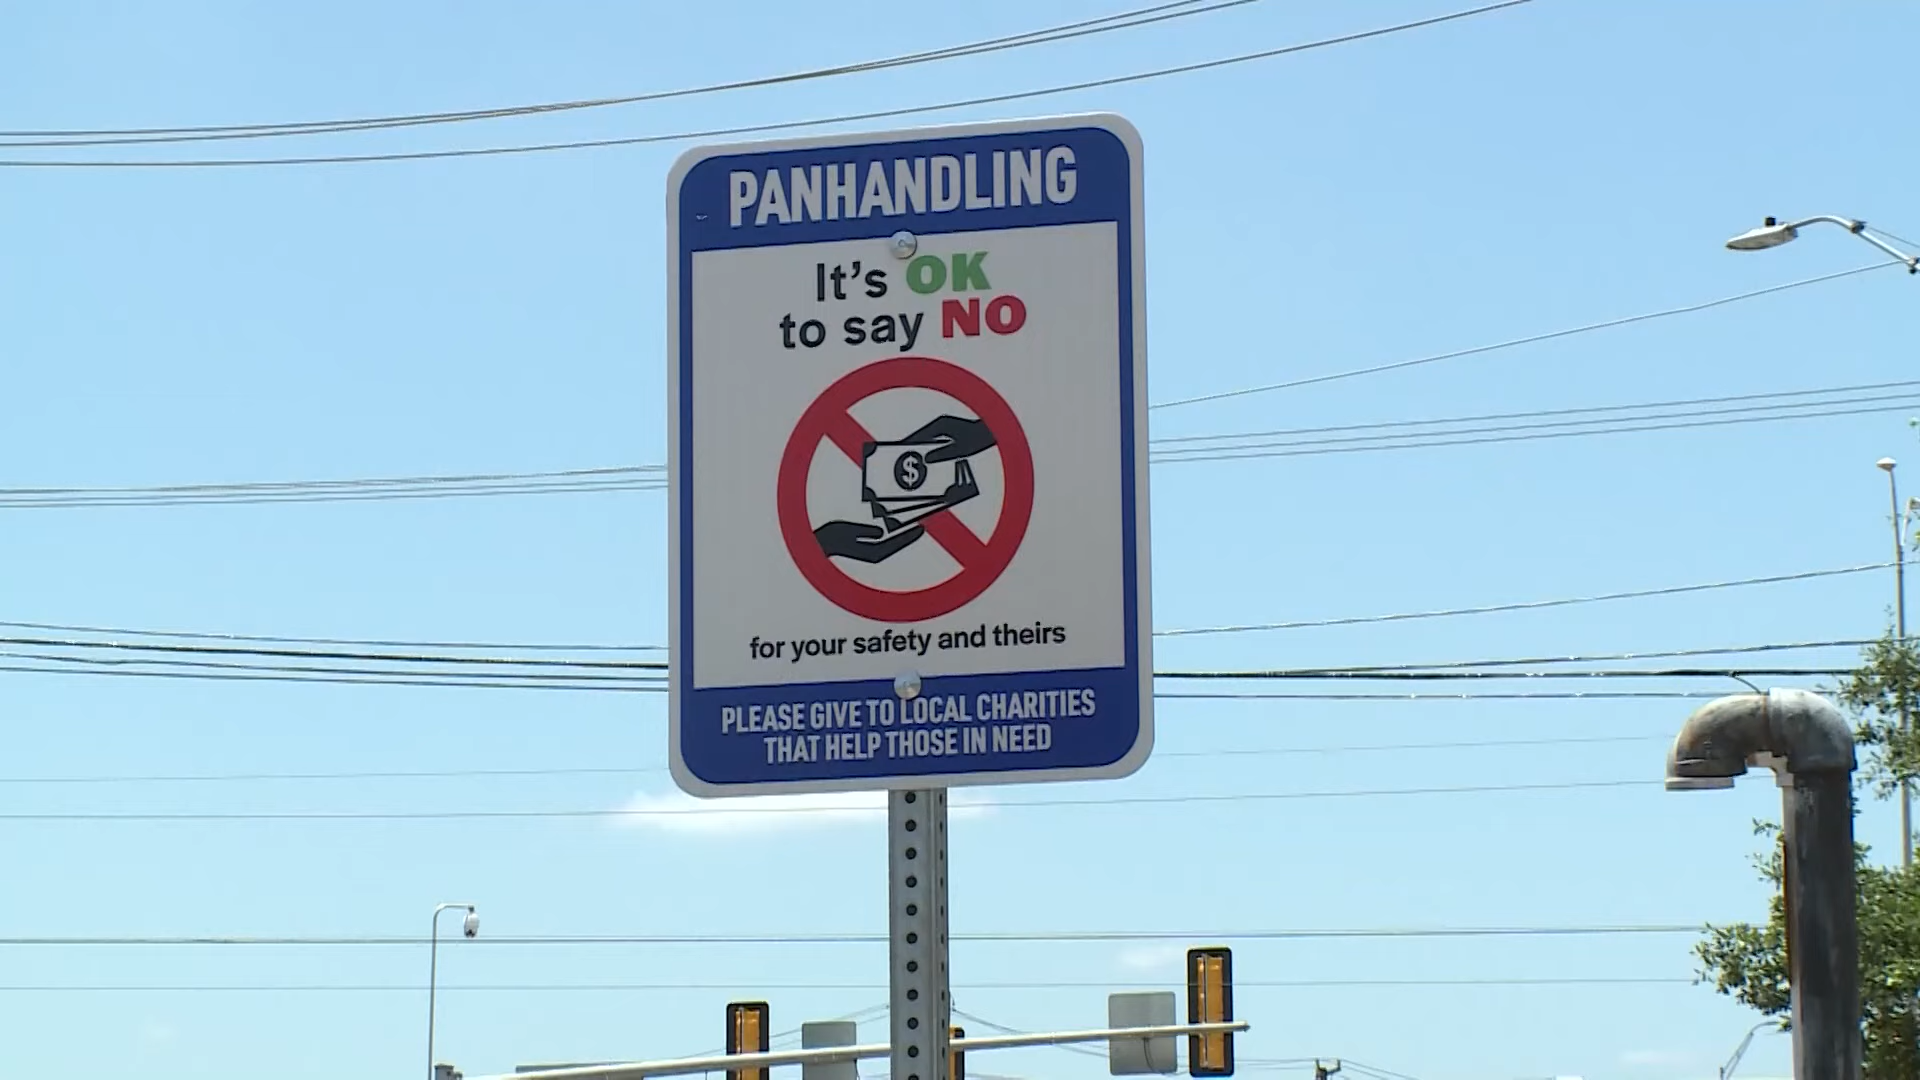 PANHANDLING
It's OK
to say NO
$
for your safety and theirs
PLEASE GIVE TO LOCAL CHARITIES
THAT HELP THOSE IN NEED